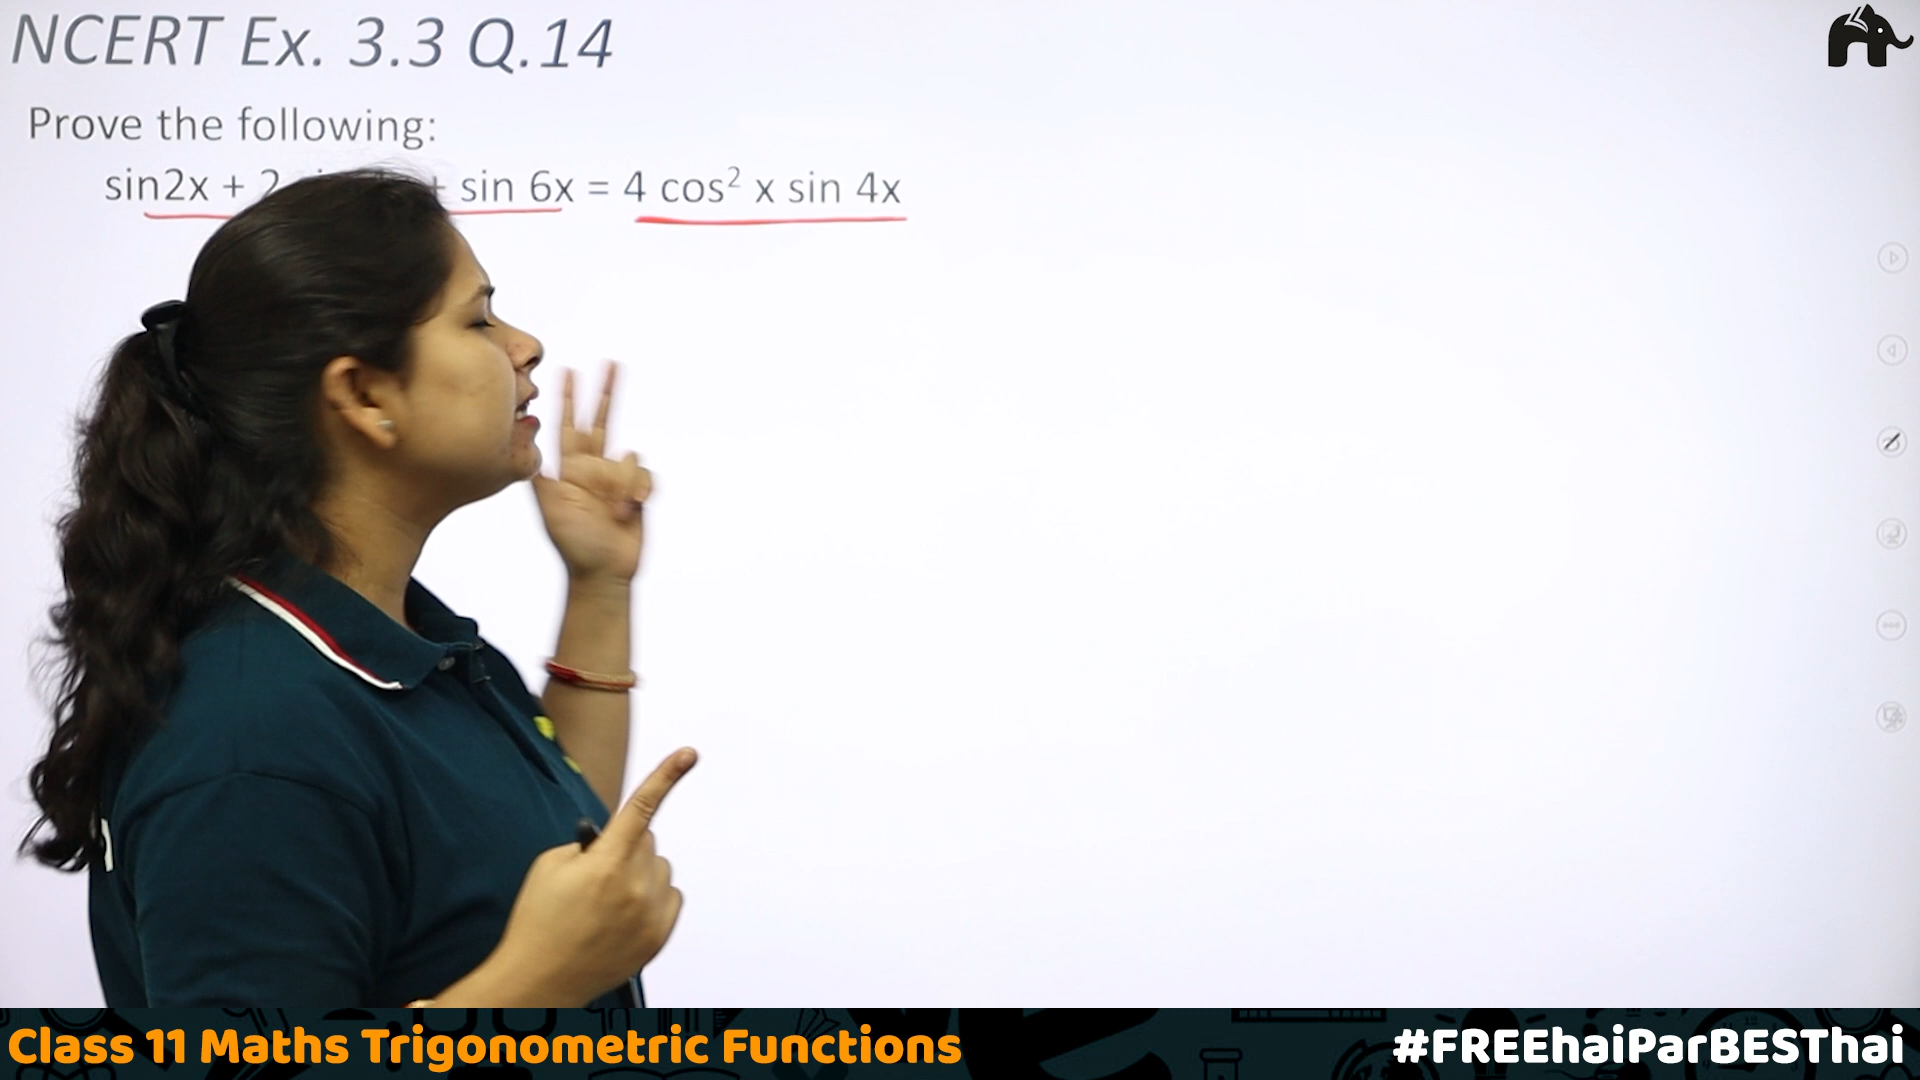 NCERT Ex. 3.3 Q.14
Prove the following:
sin2x + 2 + sin 6x = 4 cos² x sin 4x
Class 11 Maths Trigonometric Functions
#FREEhaiParBESThai